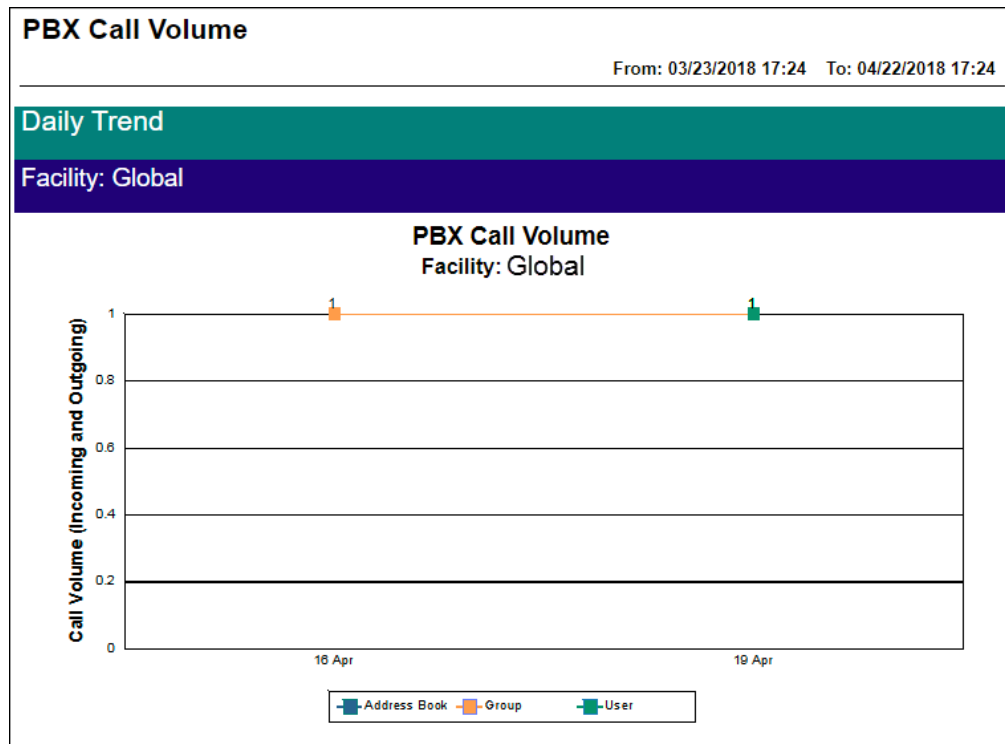 PBX Call Volume
From: 03/23/2018 17:24 To: 04/22/2018 17:24
Daily Trend
Facility: Global
PBX Call Volume
Facility: Global
Call Volume (Incoming and Outgoing)
1
0.8
0.6
0.4
0.2
0
1
1
16 Apr
19 Apr
Address Book
Group
User